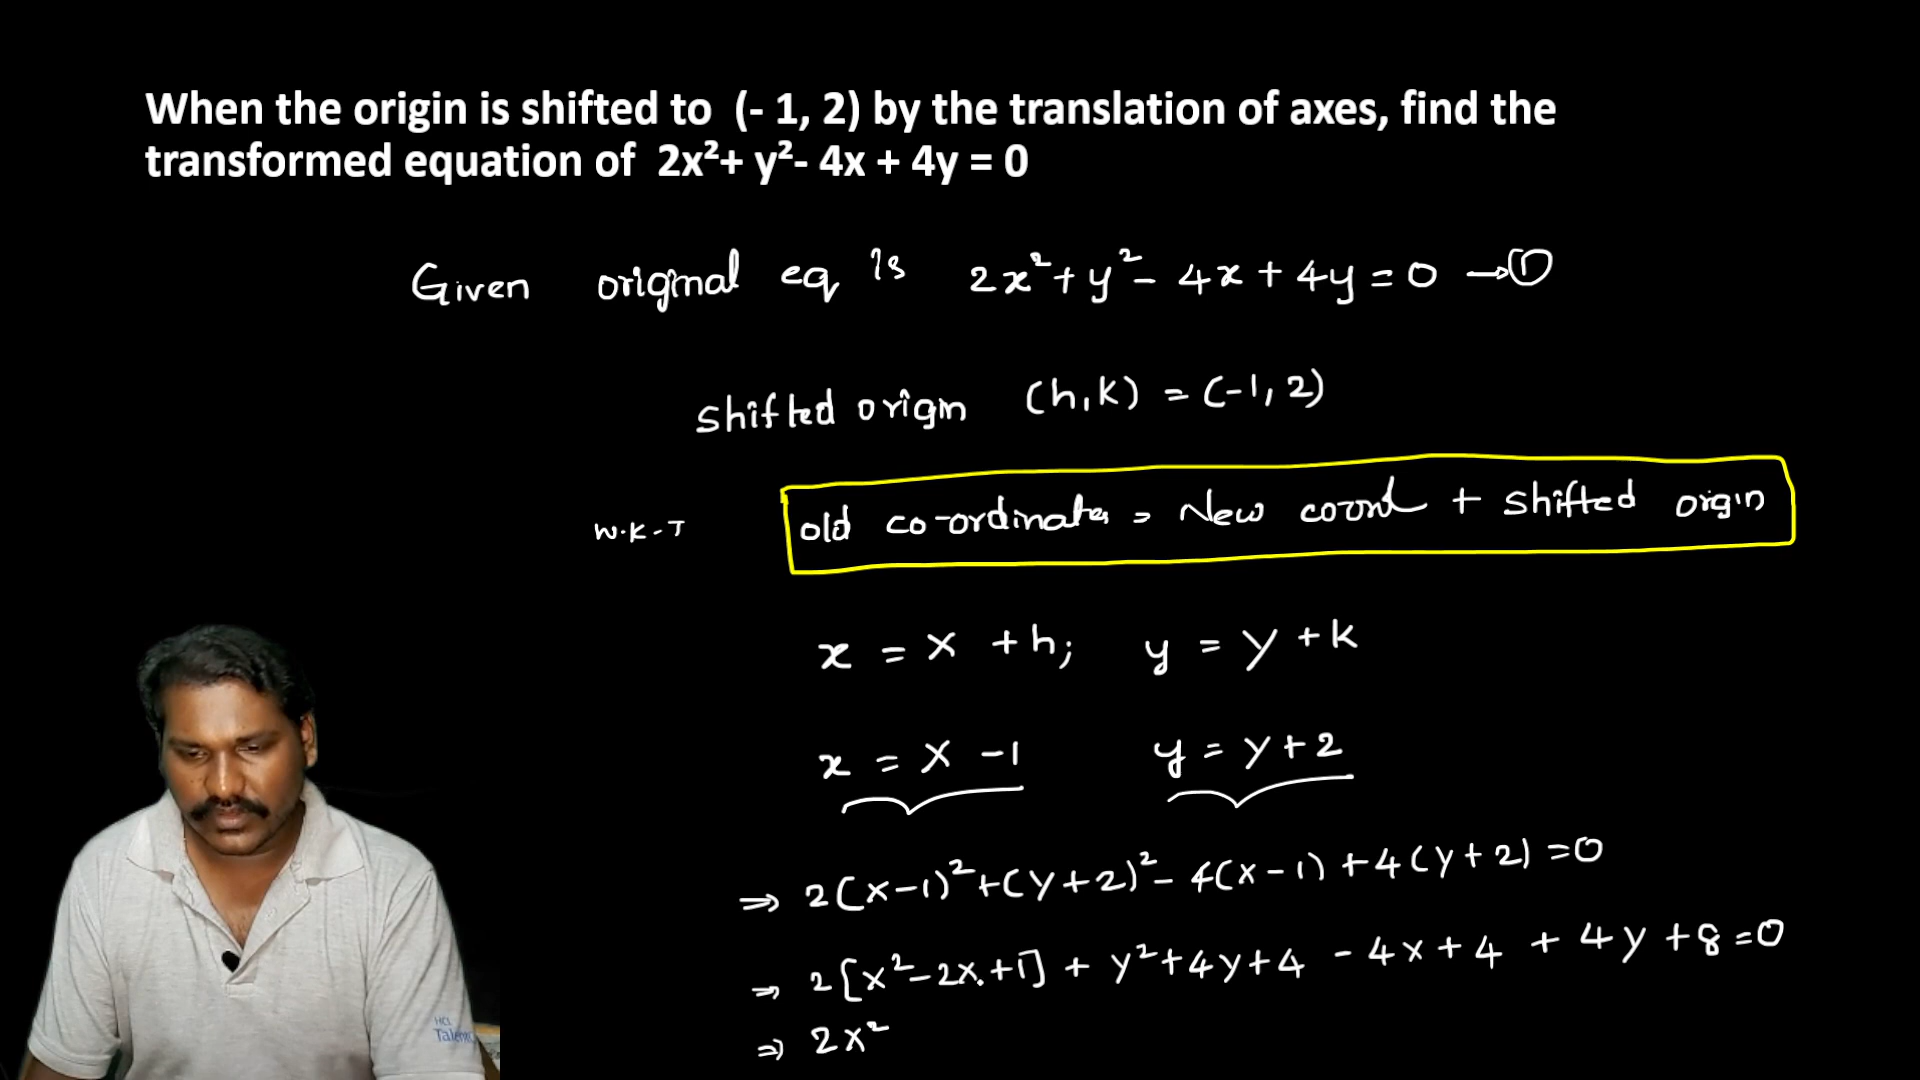 When the origin is shifted to (- 1, 2) by the translation of axes, find the
transformed equation of 2x²+ y²- 4x + 4y = 0
Given original eq is 2x²+y²- 4x+4y=0 →①
shifted origin (h,k) = (-1, 2)
W.K-T old co-ordinates = New coord + shifted origin
x = X +h; y = Y +k
x = X -1 y = Y+2
⇒ 2(X-1)²+(Y+2)²- 4(X-1)+4(Y+2)=0
⇒ 2[X²-2X+1] + Y²+4Y+4 - 4X+4 + 4Y+8=0
⇒ 2X²
HCL